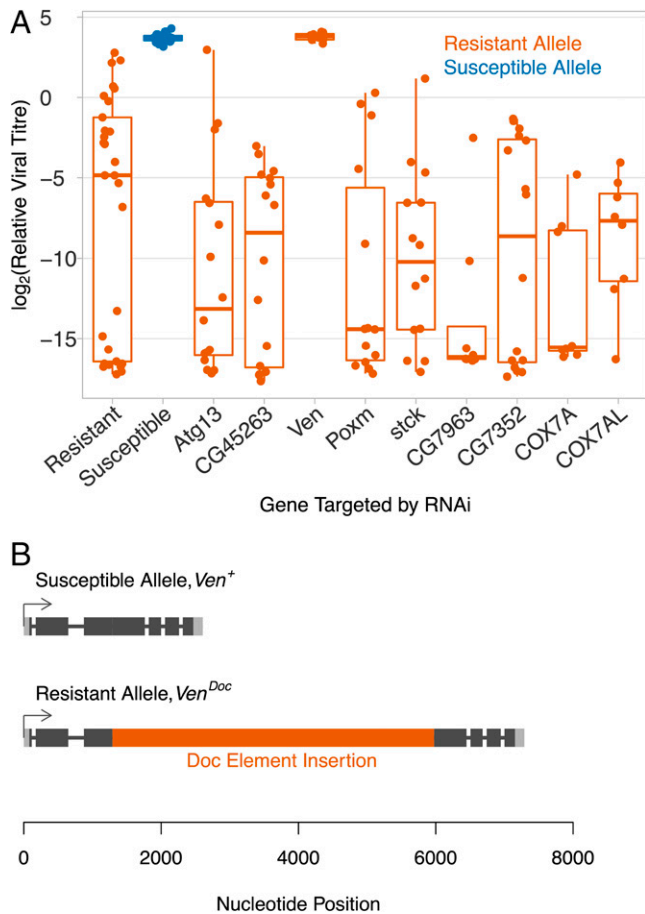 A
Resistant Allele
Susceptible Allele
log2(Relative Viral Titre)
5
0
−5
−10
−15
Resistant
Susceptible
Atg13
CG45263
Ven
Poxm
stck
CG7963
CG7352
COX7A
COX7AL
Gene Targeted by RNAi
B
Susceptible Allele, Ven+
Resistant Allele, VenDoc
Doc Element Insertion
0 2000 4000 6000 8000
Nucleotide Position